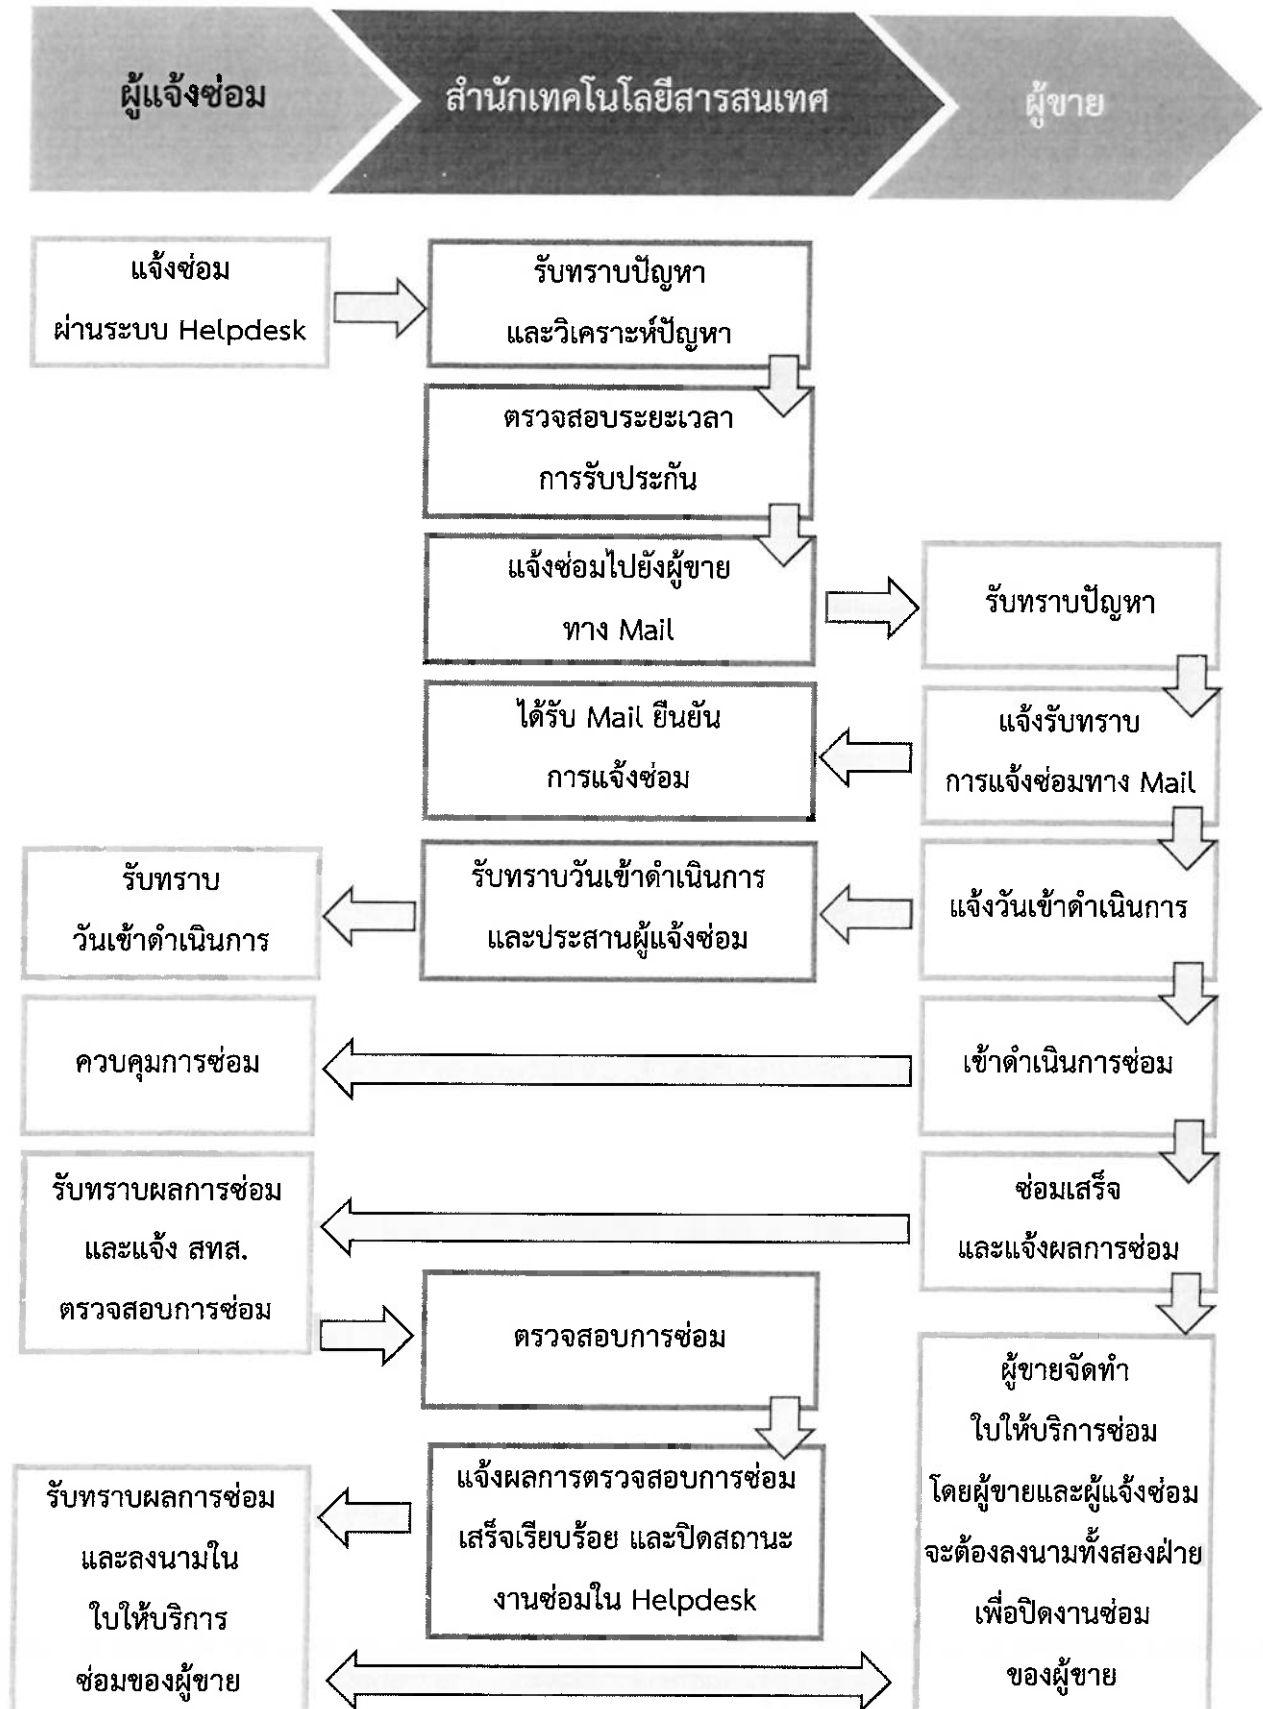 ผู้แจ้งซ่อม
สำนักเทคโนโลยีสารสนเทศ
ผู้ขาย
แจ้งซ่อม
ผ่านระบบ Helpdesk
รับทราบปัญหา
และวิเคราะห์ปัญหา
ตรวจสอบระยะเวลา
การรับประกัน
แจ้งซ่อมไปยังผู้ขาย
ทาง Mail
รับทราบปัญหา
ได้รับ Mail ยืนยัน
การแจ้งซ่อม
แจ้งรับทราบ
การแจ้งซ่อมทาง Mail
รับทราบ
วันเข้าดำเนินการ
รับทราบวันเข้าดำเนินการ
และประสานผู้แจ้งซ่อม
แจ้งวันเข้าดำเนินการ
ควบคุมการซ่อม
เข้าดำเนินการซ่อม
รับทราบผลการซ่อม
และแจ้ง สทส.
ตรวจสอบการซ่อม
ซ่อมเสร็จ
และแจ้งผลการซ่อม
ตรวจสอบการซ่อม
ผู้ขายจัดทำ
ใบให้บริการซ่อม
โดยผู้ขายและผู้แจ้งซ่อม
จะต้องลงนามทั้งสองฝ่าย
เพื่อปิดงานซ่อม
ของผู้ขาย
แจ้งผลการตรวจสอบการซ่อม
เสร็จเรียบร้อย และปิดสถานะ
งานซ่อมใน Helpdesk
รับทราบผลการซ่อม
และลงนามใน
ใบให้บริการ
ซ่อมของผู้ขาย